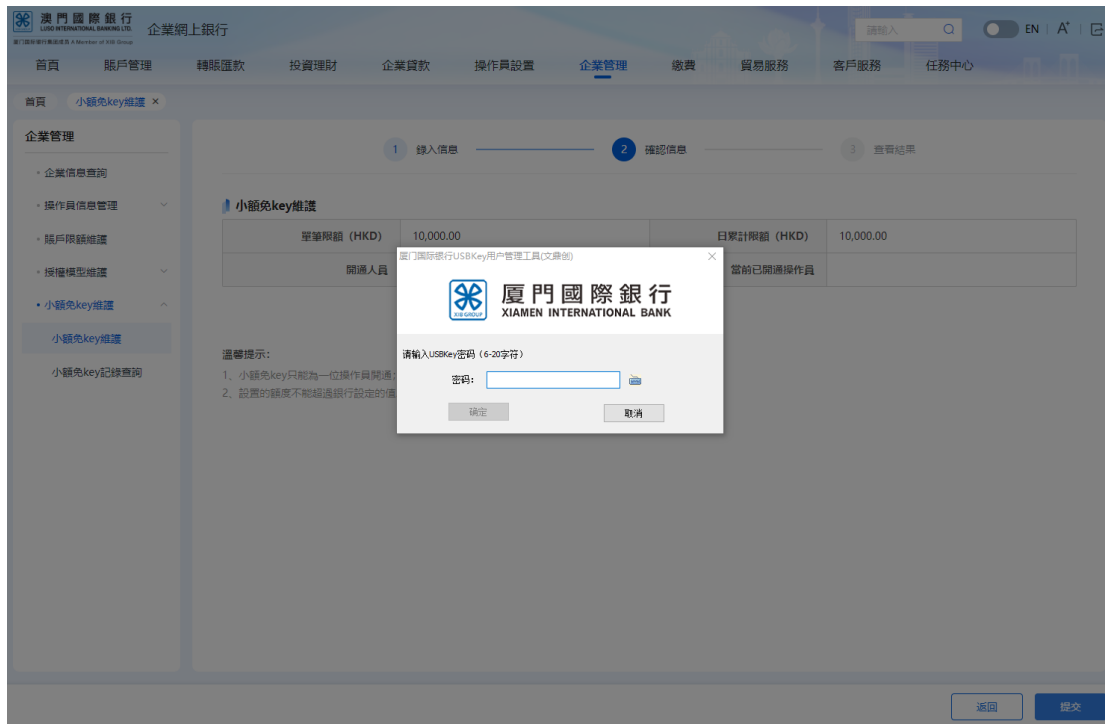 澳門國際銀行
LUSO INTERNATIONAL BANKING LTD.
企業網上銀行
廈門國際銀行集團成員 A Member of XIB Group
請輸入
EN
首頁 賬戶管理 轉賬匯款 投資理財 企業貸款 操作員設置 企業管理 繳費 貿易服務 客戶服務 任務中心
首頁 小額免key維護 ×
企業管理
企業信息查詢
操作員信息管理
賬戶限額維護
授權模型維護
小額免key維護
小額免key維護
小額免key記錄查詢
1 錄入信息 2 確認信息 3 查看結果
小額免key維護
單筆限額(HKD) 10,000.00 日累計限額(HKD) 10,000.00
開通人員 當前已開通操作員
厦门国际银行USBKey用户管理工具(文鼎创)
XIB GROUP
廈門國際銀行
XIAMEN INTERNATIONAL BANK
请输入USBKey密码(6-20字符)
密码:
确定 取消
溫馨提示:
1、小額免key只能為一位操作員開通;
2、設置的額度不能超過銀行設定的值
返回 提交